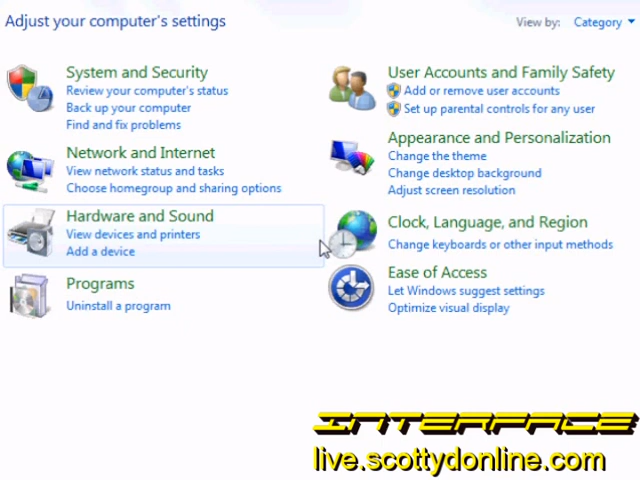 Adjust your computer's settings
View by: Category
System and Security
Review your computer's status
Back up your computer
Find and fix problems
Network and Internet
View network status and tasks
Choose homegroup and sharing options
Hardware and Sound
View devices and printers
Add a device
Programs
Uninstall a program
User Accounts and Family Safety
Add or remove user accounts
Set up parental controls for any user
Appearance and Personalization
Change the theme
Change desktop background
Adjust screen resolution
Clock, Language, and Region
Change keyboards or other input methods
Ease of Access
Let Windows suggest settings
Optimize visual display
INTERFACE
live.scottydonline.com